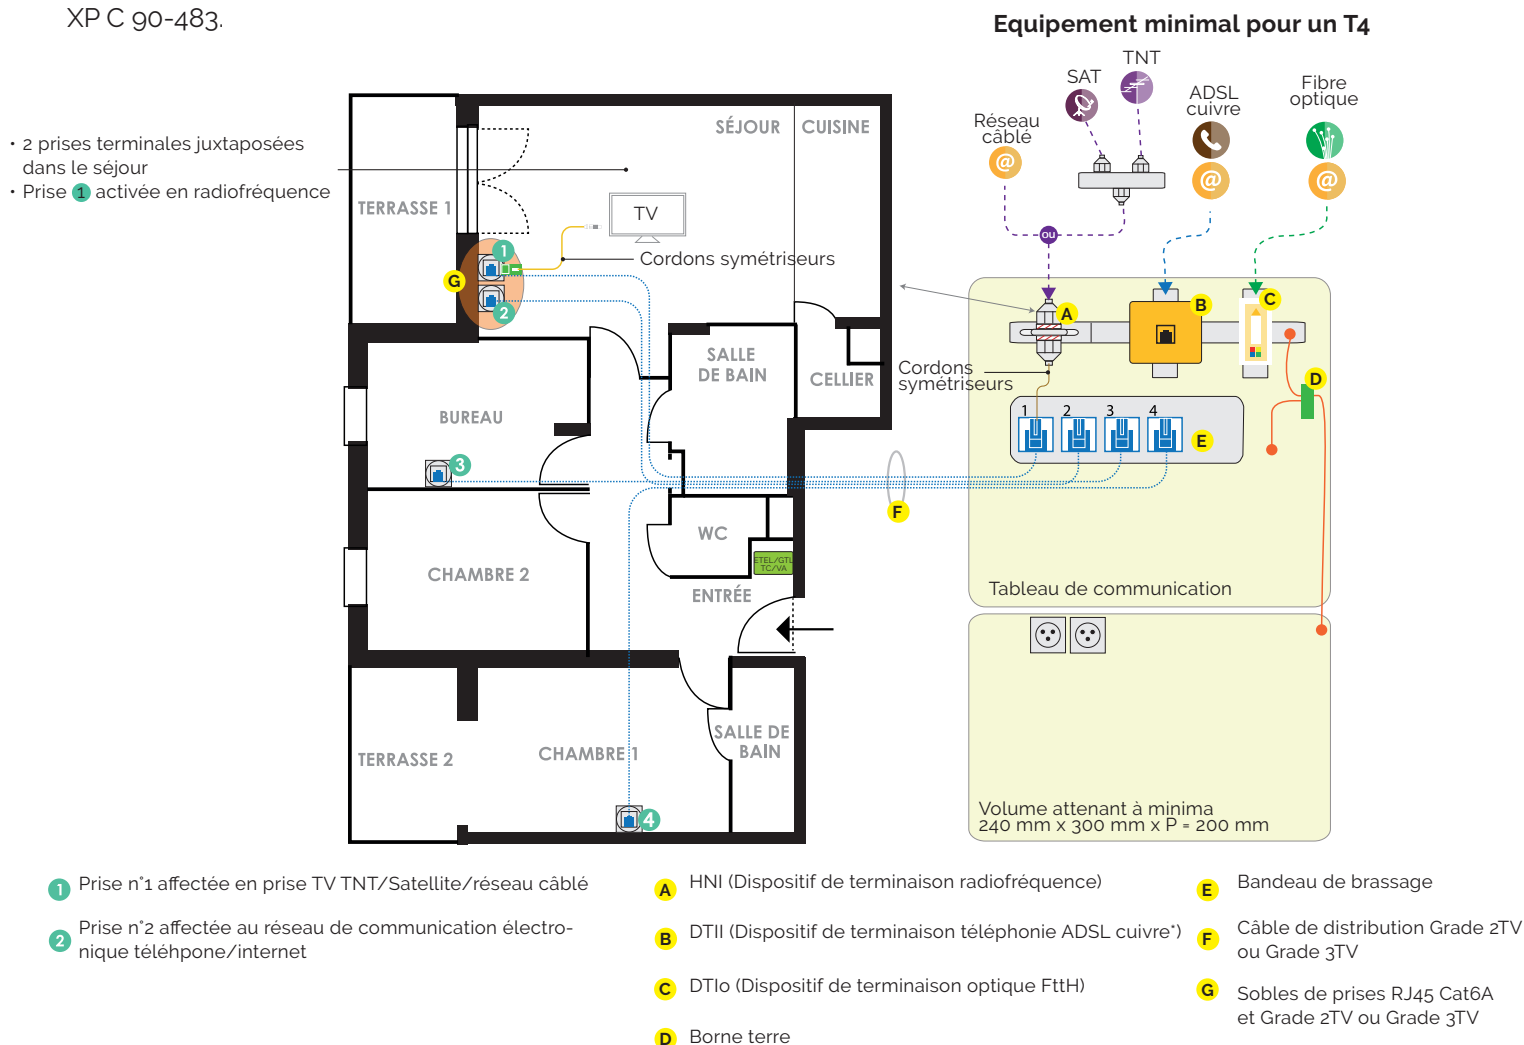 XP C 90-483.
Equipement minimal pour un T4
TNT
SAT
ADSL
cuivre
Fibre
optique
Réseau
câblé
@
@
@
OU
• 2 prises terminales juxtaposées
dans le séjour
• Prise 1 activée en radiofréquence
SÉJOUR
CUISINE
TERRASSE 1
TV
Cordons symétriseurs
1
G
2
SALLE
DE BAIN
CELLIER
BUREAU
3
WC
ETEL/GTL
TC/VA
CHAMBRE 2
ENTRÉE
TERRASSE 2
CHAMBRE 1
SALLE DE
BAIN
4
A
B
C
Cordons
symétriseurs
D
1 2 3 4
E
F
Tableau de communication
Volume attenant à minima
240 mm x 300 mm x P = 200 mm
1 Prise n°1 affectée en prise TV TNT/Satellite/réseau câblé
2 Prise n°2 affectée au réseau de communication électro-
nique téléhpone/internet
A HNI (Dispositif de terminaison radiofréquence)
B DTII (Dispositif de terminaison téléphonie ADSL cuivre*)
C DTIo (Dispositif de terminaison optique FttH)
D Borne terre
E Bandeau de brassage
F Câble de distribution Grade 2TV
ou Grade 3TV
G Sobles de prises RJ45 Cat6A
et Grade 2TV ou Grade 3TV